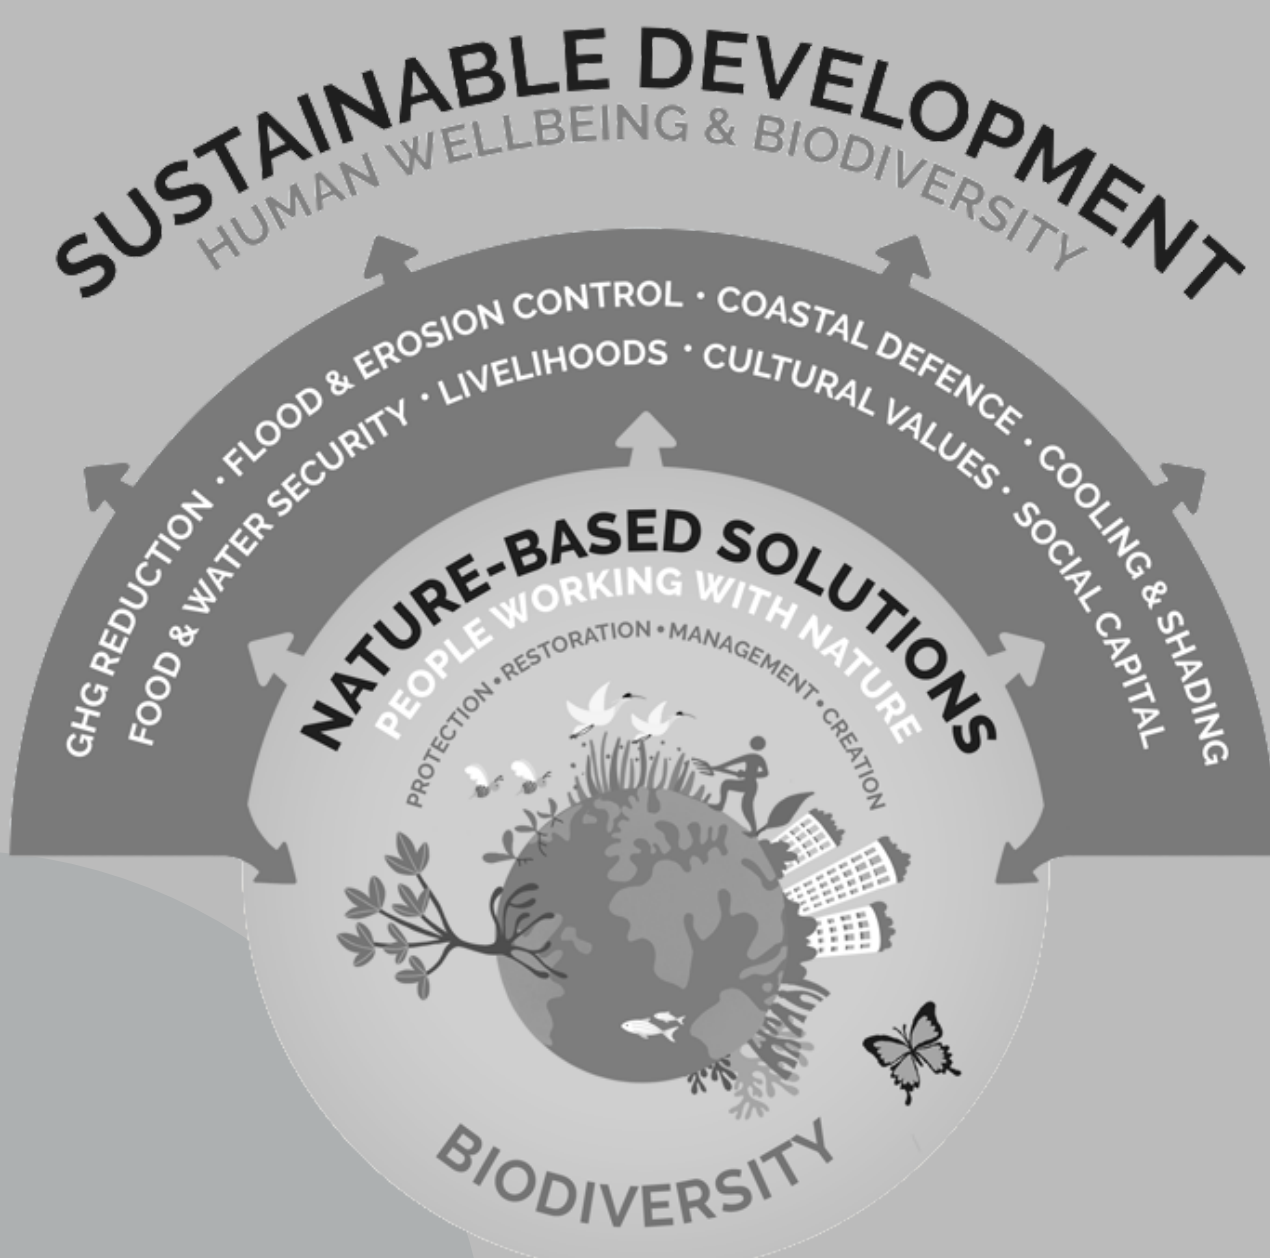 SUSTAINABLE DEVELOPMENT
HUMAN WELLBEING & BIODIVERSITY
GHG REDUCTION · FLOOD & EROSION CONTROL · COASTAL DEFENCE · COOLING & SHADING
FOOD & WATER SECURITY · LIVELIHOODS · CULTURAL VALUES · SOCIAL CAPITAL
NATURE-BASED SOLUTIONS
PEOPLE WORKING WITH NATURE
PROTECTION • RESTORATION • MANAGEMENT • CREATION
BIODIVERSITY